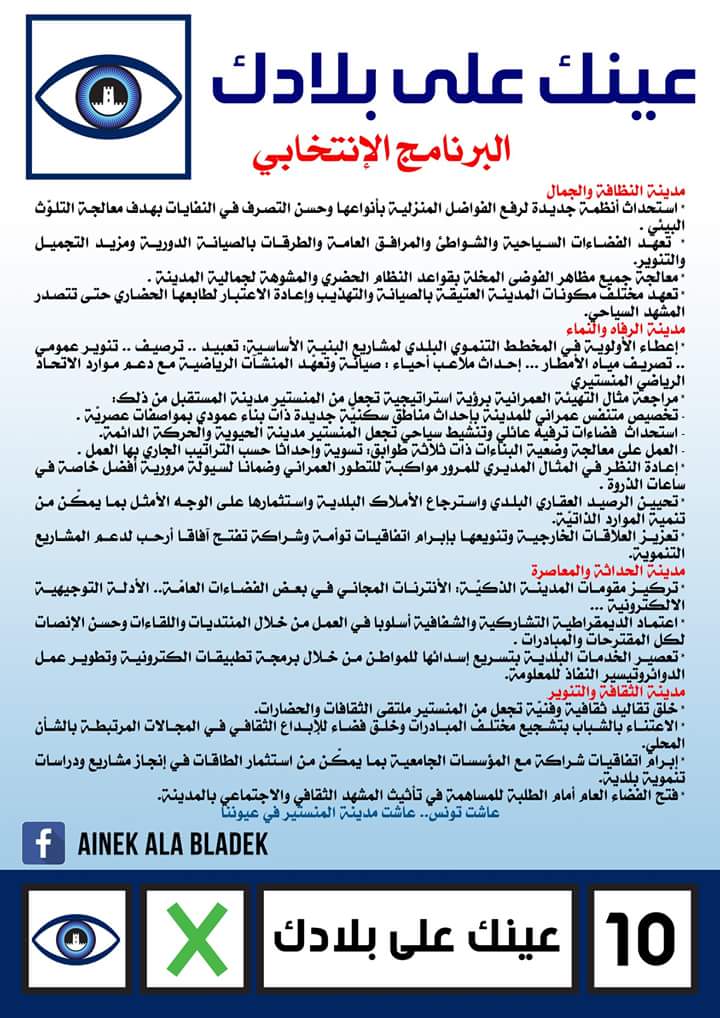 عينك على بلادك
البرنامج الإنتخابي
مدينة النظافة والجمال
* استحداث أنظمة جديدة لرفع الفواضل المنزلية بأنواعها وحسن التصرف في النفايات بهدف معالجة التلوّث
البيئي .
* تعهد الفضاءات السياحية والشواطئ والمرافق العامة والطرقات بالصيانة الدورية ومزيد التجميل
والتنوير.
* معالجة جميع مظاهر الفوضى المخلة بقواعد النظام الحضري والمشوهة لجمالية المدينة .
* تعهد مختلف مكونات المدينة العتيقة بالصيانة والتهذيب وإعادة الاعتبار لطابعها الحضاري حتى تتصدر
المشهد السياحي.
مدينة الرفاه والنماء
* إعطاء الأولوية في المخطط التنموي البلدي لمشاريع البنية الأساسية: تعبيد .. ترصيف .. تنوير عمومي
.. تصريف مياه الأمطار ... إحداث ملاعب أحياء : صيانة وتعهّد المنشآت الرياضية مع دعم موارد الاتحاد
الرياضي المنستيري
* مراجعة مثال التهيئة العمرانية برؤية استراتيجية تجعل من المنستير مدينة المستقبل من ذلك:
- تخصيص متنفس عمراني للمدينة بإحداث مناطق سكنيّة جديدة ذات بناء عمودي بمواصفات عصريّة .
- استحداث فضاءات ترفيه عائلي وتنشيط سياحي تجعل المنستير مدينة الحيوية والحركة الدائمة.
- العمل على معالجة وضعية البناءات ذات ثلاثة طوابق: تسوية وإحداثا حسب التراتيب الجاري بها العمل .
* إعادة النظر في المثال المديري للمرور مواكبة للتطور العمراني وضمانا لسيولة مرورية أفضل خاصة في
ساعات الذروة .
* تحيين الرصيد العقاري البلدي واسترجاع الأملاك البلدية واستثمارها على الوجه الأمثل بما يمكّن من
تنمية الموارد الذاتيّة.
* تعزيز العلاقات الخارجية وتنويعها بإبرام اتفاقيات توأمة وشراكة تفتح آفاقا أرحب لدعم المشاريع
التنموية.
مدينة الحداثة والمعاصرة
* تركيز مقومات المدينة الذكيّة: الأنترنات المجاني في بعض الفضاءات العامّة.. الأدلة التوجيهية
الالكترونية ...
* اعتماد الديمقراطية التشاركية والشفافية أسلوبا في العمل من خلال المنتديات واللقاءات وحسن الإنصات
لكل المقترحات والمبادرات .
* تعصير الخدمات البلدية بتسريع إسدائها للمواطن من خلال برمجة تطبيقات الكترونية وتطوير عمل
الدوائروتيسير النفاذ للمعلومة.
مدينة الثقافة والتنوير
* خلق تقاليد ثقافية وفنيّة تجعل من المنستير ملتقى الثقافات والحضارات.
* الاعتناء بالشباب بتشجيع مختلف المبادرات وخلق فضاء للإبداع الثقافي في المجالات المرتبطة بالشأن
المحلي.
* إبرام اتفاقيات شراكة مع المؤسسات الجامعية بما يمكّن من استثمار الطاقات في إنجاز مشاريع ودراسات
تنموية بلدية.
* فتح الفضاء العام أمام الطلبة للمساهمة في تأثيث المشهد الثقافي والاجتماعي بالمدينة.
عاشت تونس.. عاشت مدينة المنستير في عيوننا
AINEK ALA BLADEK
عينك على بلادك
10